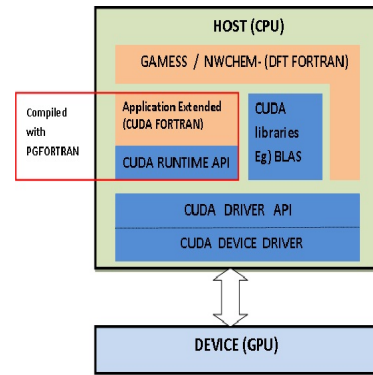 HOST (CPU)
GAMESS / NWCHEM- (DFT FORTRAN)
Compiled
with
PGFORTRAN
Application Extended
(CUDA FORTRAN)
CUDA RUNTIME API
CUDA
libraries
Eg) BLAS
CUDA DRIVER API
CUDA DEVICE DRIVER
DEVICE (GPU)